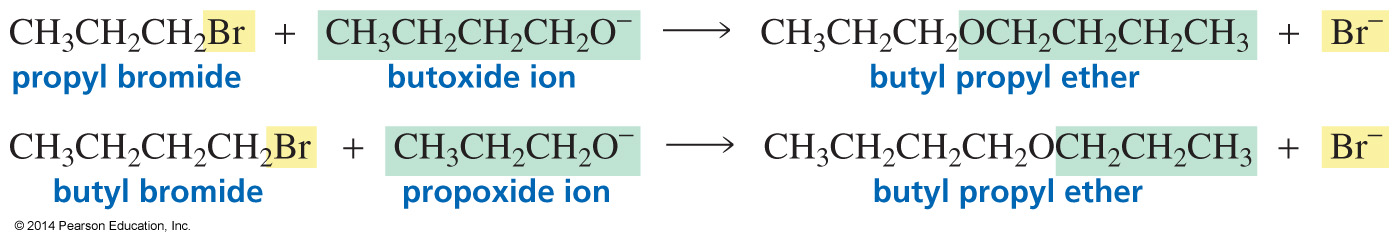 CH₃CH₂CH₂Br + CH₃CH₂CH₂CH₂O⁻ ⟶ CH₃CH₂CH₂OCH₂CH₂CH₂CH₃ + Br⁻
propyl bromide butoxide ion butyl propyl ether
CH₃CH₂CH₂CH₂Br + CH₃CH₂CH₂O⁻ ⟶ CH₃CH₂CH₂CH₂OCH₂CH₂CH₃ + Br⁻
butyl bromide propoxide ion butyl propyl ether
© 2014 Pearson Education, Inc.